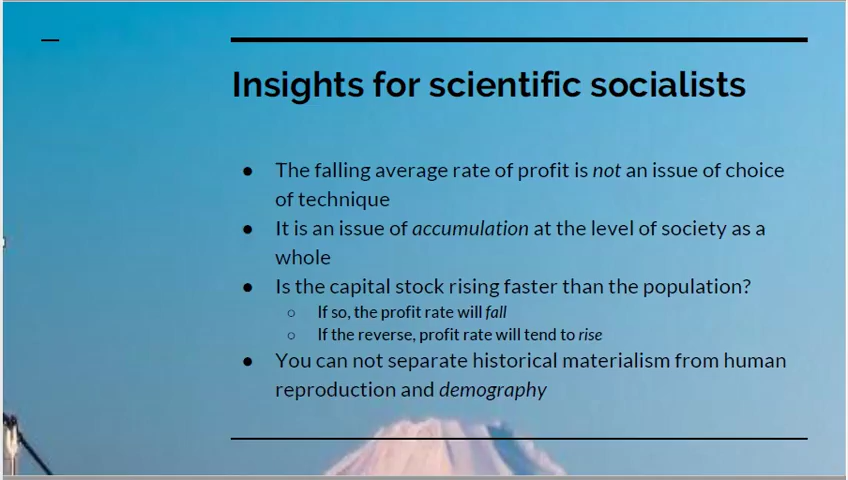 Insights for scientific socialists
● The falling average rate of profit is not an issue of choice
of technique
● It is an issue of accumulation at the level of society as a
whole
● Is the capital stock rising faster than the population?
○ If so, the profit rate will fall
○ If the reverse, profit rate will tend to rise
● You can not separate historical materialism from human
reproduction and demography